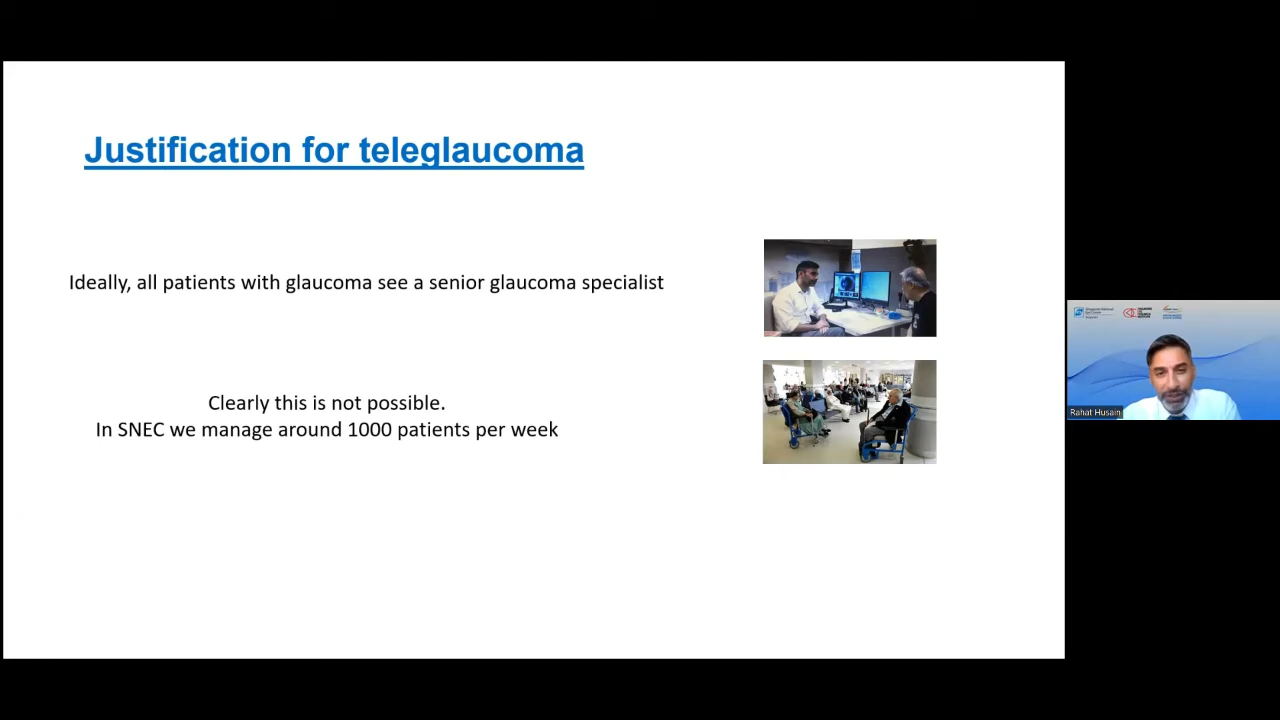 Justification for teleglaucoma
Ideally, all patients with glaucoma see a senior glaucoma specialist
Clearly this is not possible.
In SNEC we manage around 1000 patients per week
Rahat Husain